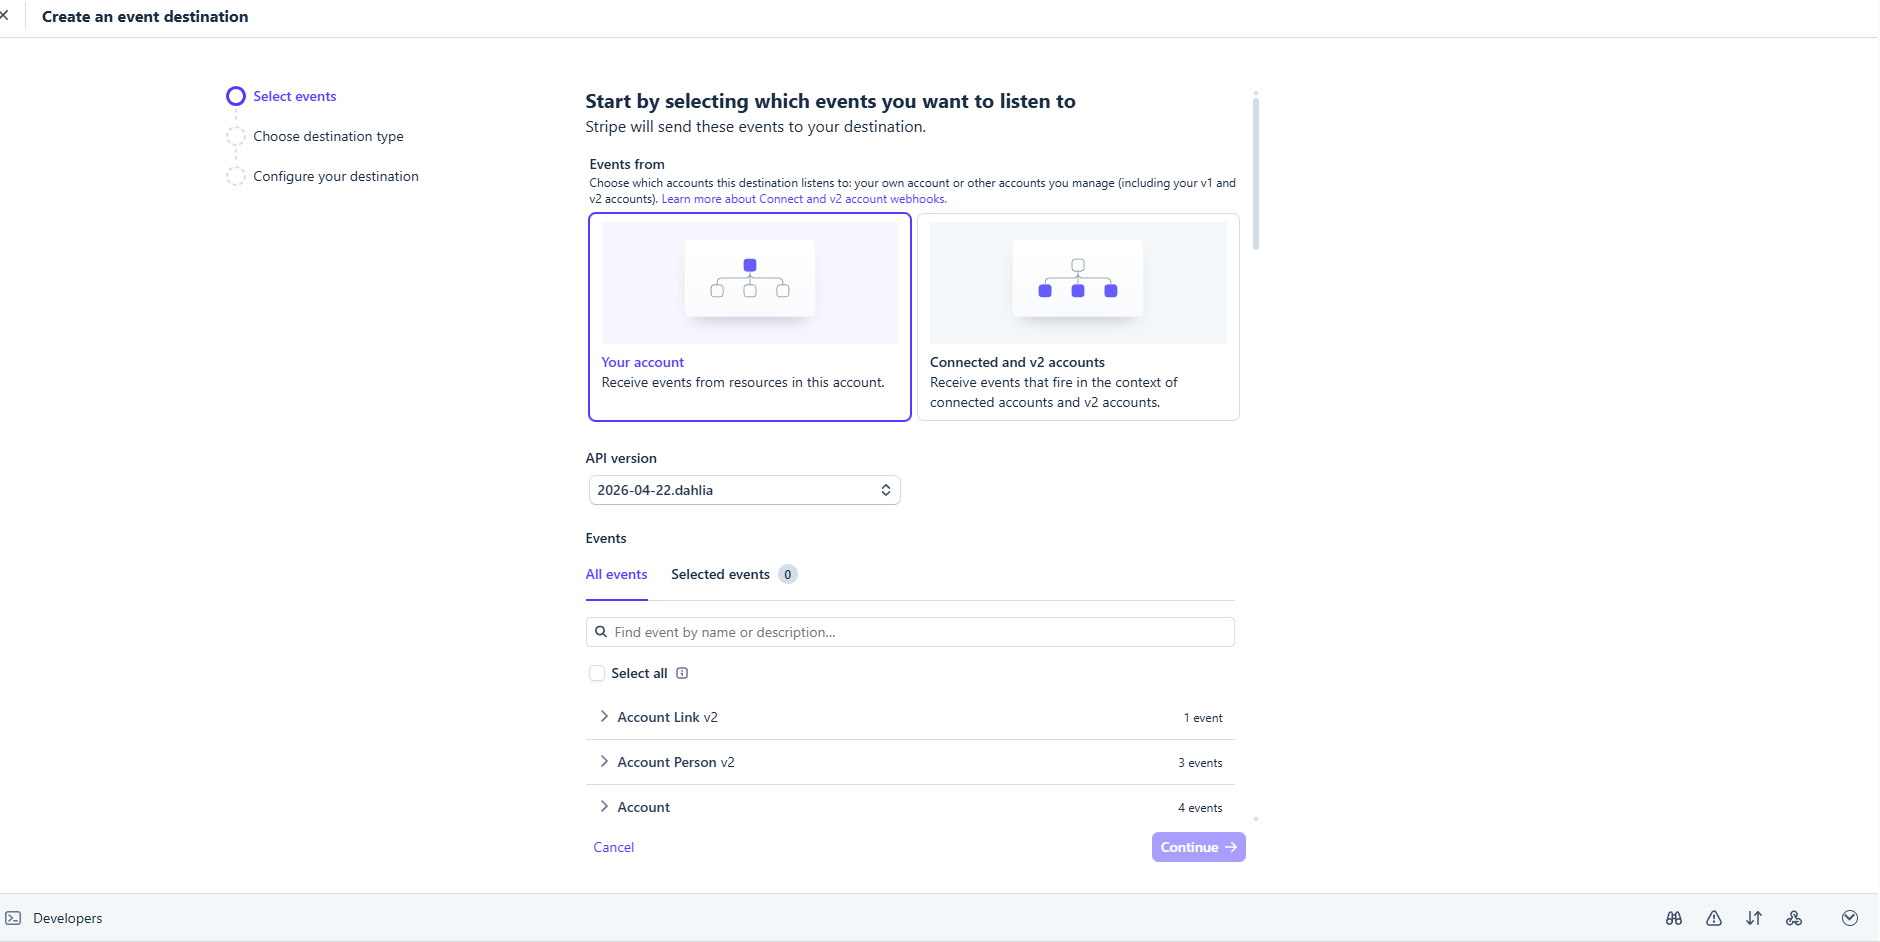 Create an event destination
Select events
Choose destination type
Configure your destination
Start by selecting which events you want to listen to
Stripe will send these events to your destination.
Events from
Choose which accounts this destination listens to: your own account or other accounts you manage (including your v1 and
v2 accounts). Learn more about Connect and v2 account webhooks.
Your account
Receive events from resources in this account.
Connected and v2 accounts
Receive events that fire in the context of
connected accounts and v2 accounts.
API version
2026-04-22.dahlia
Events
All events
Selected events 0
Find event by name or description...
Select all
Account Link v2 1 event
Account Person v2 3 events
Account 4 events
Cancel
Continue
Developers